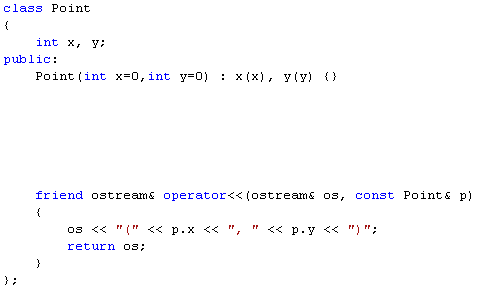 class Point
{
    int x, y;
public:
    Point(int x=0,int y=0) : x(x), y(y) {}
    friend ostream& operator<<(ostream& os, const Point& p)
    {
        os << "(" << p.x << ", " << p.y << ")";
        return os;
    }
};